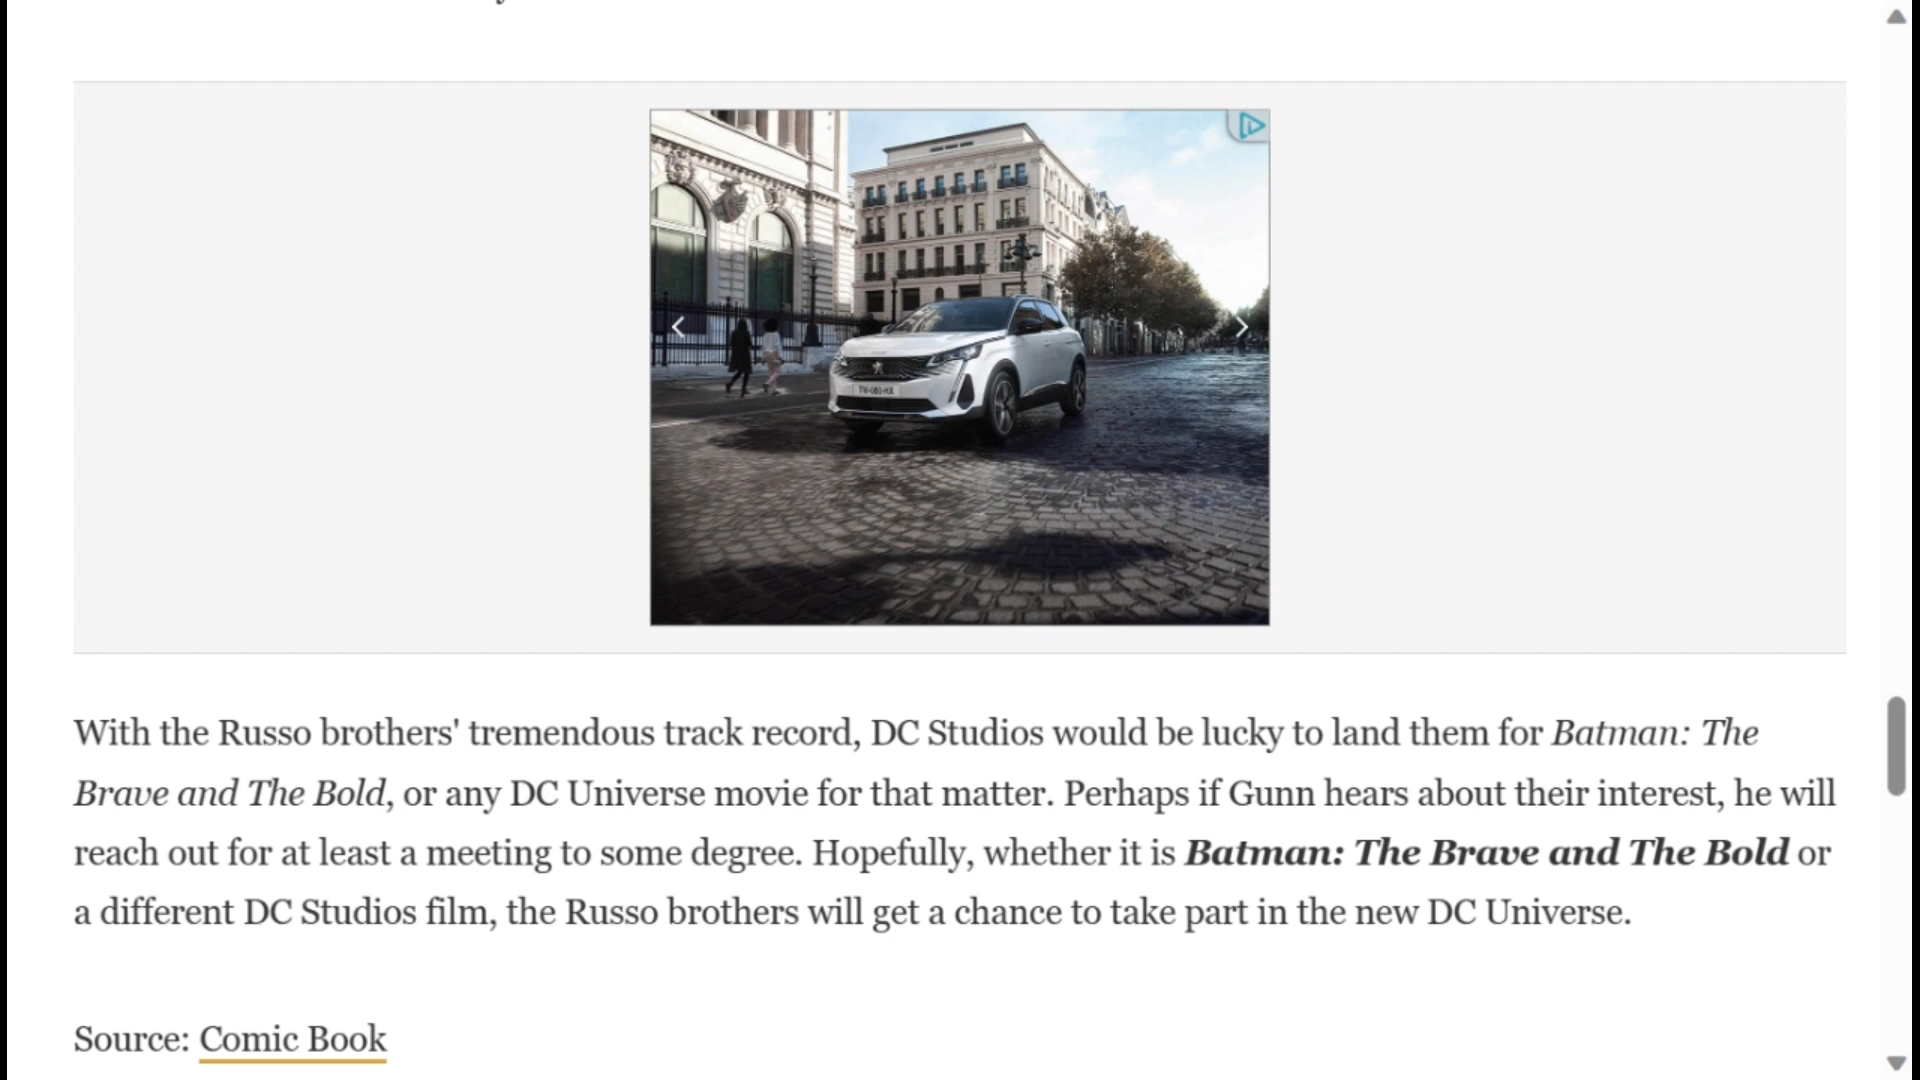 TW-080-HX
With the Russo brothers' tremendous track record, DC Studios would be lucky to land them for Batman: The
Brave and The Bold, or any DC Universe movie for that matter. Perhaps if Gunn hears about their interest, he will
reach out for at least a meeting to some degree. Hopefully, whether it is Batman: The Brave and The Bold or
a different DC Studios film, the Russo brothers will get a chance to take part in the new DC Universe.
Source: Comic Book